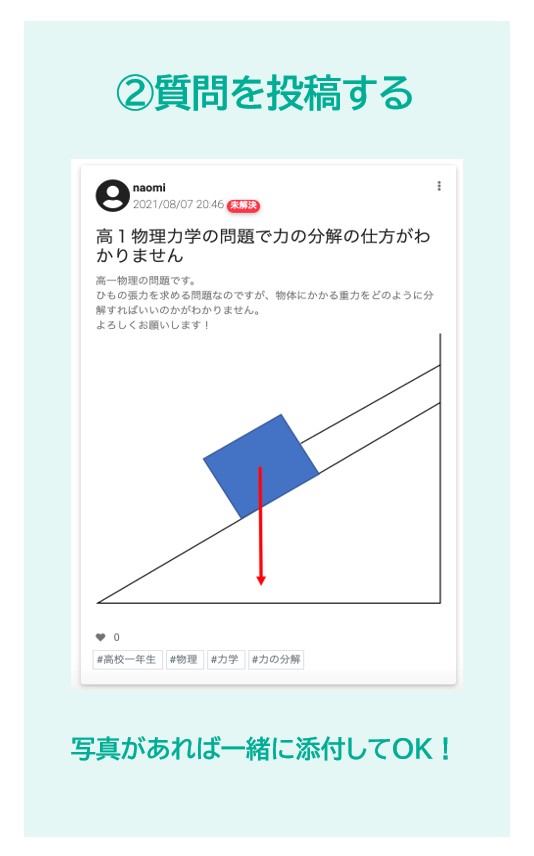 ②質問を投稿する
naomi
2021/08/07 20:46 未解決
高１物理力学の問題で力の分解の仕方がわ
かりません
高一物理の問題です。
ひもの張力を求める問題なのですが、物体にかかる重力をどのように分
解すればいいのかがわかりません。
よろしくお願いします！
0
#高校一年生 #物理 #力学 #力の分解
写真があれば一緒に添付してOK！